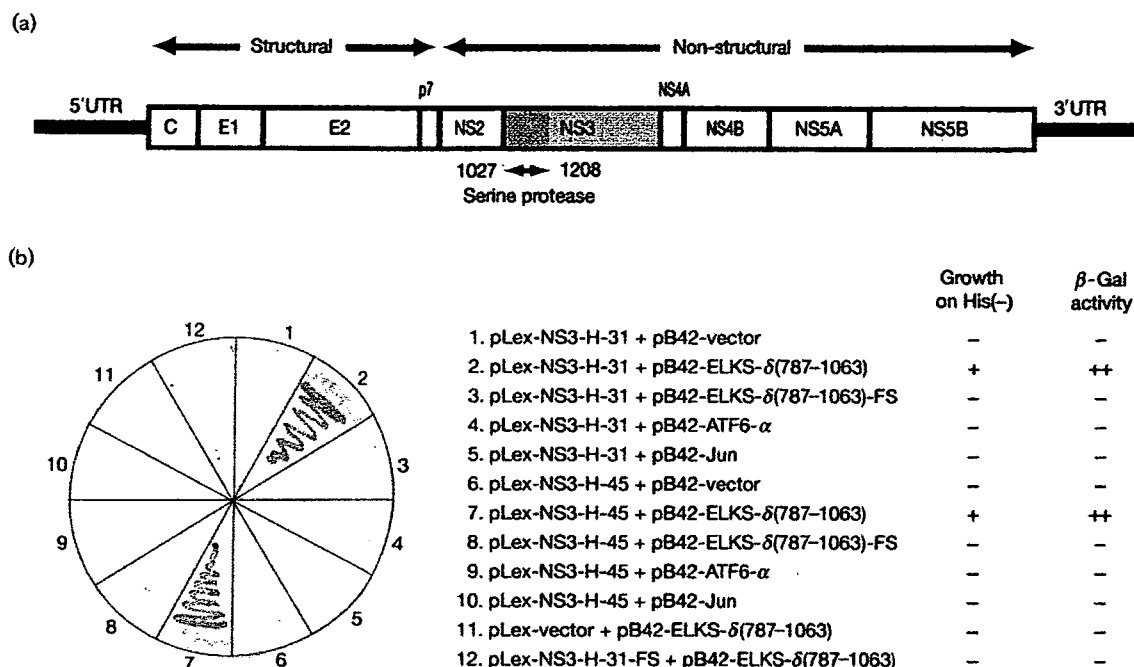 (a)
Structural
Non-structural
5'UTR
p7
NS4A
3'UTR
C
E1
E2
NS2
NS3
NS4B
NS5A
NS5B
1027
1208
Serine protease
(b)
Growth on His(–)
β-Gal activity
1
2
3
4
5
6
7
8
9
10
11
12
1. pLex-NS3-H-31 + pB42-vector – –
2. pLex-NS3-H-31 + pB42-ELKS-δ(787–1063) + ++
3. pLex-NS3-H-31 + pB42-ELKS-δ(787–1063)-FS – –
4. pLex-NS3-H-31 + pB42-ATF6-α – –
5. pLex-NS3-H-31 + pB42-Jun – –
6. pLex-NS3-H-45 + pB42-vector – –
7. pLex-NS3-H-45 + pB42-ELKS-δ(787–1063) + ++
8. pLex-NS3-H-45 + pB42-ELKS-δ(787–1063)-FS – –
9. pLex-NS3-H-45 + pB42-ATF6-α – –
10. pLex-NS3-H-45 + pB42-Jun – –
11. pLex-vector + pB42-ELKS-δ(787–1063) – –
12. pLex-NS3-H-31-FS + pB42-ELKS-δ(787–1063) – –